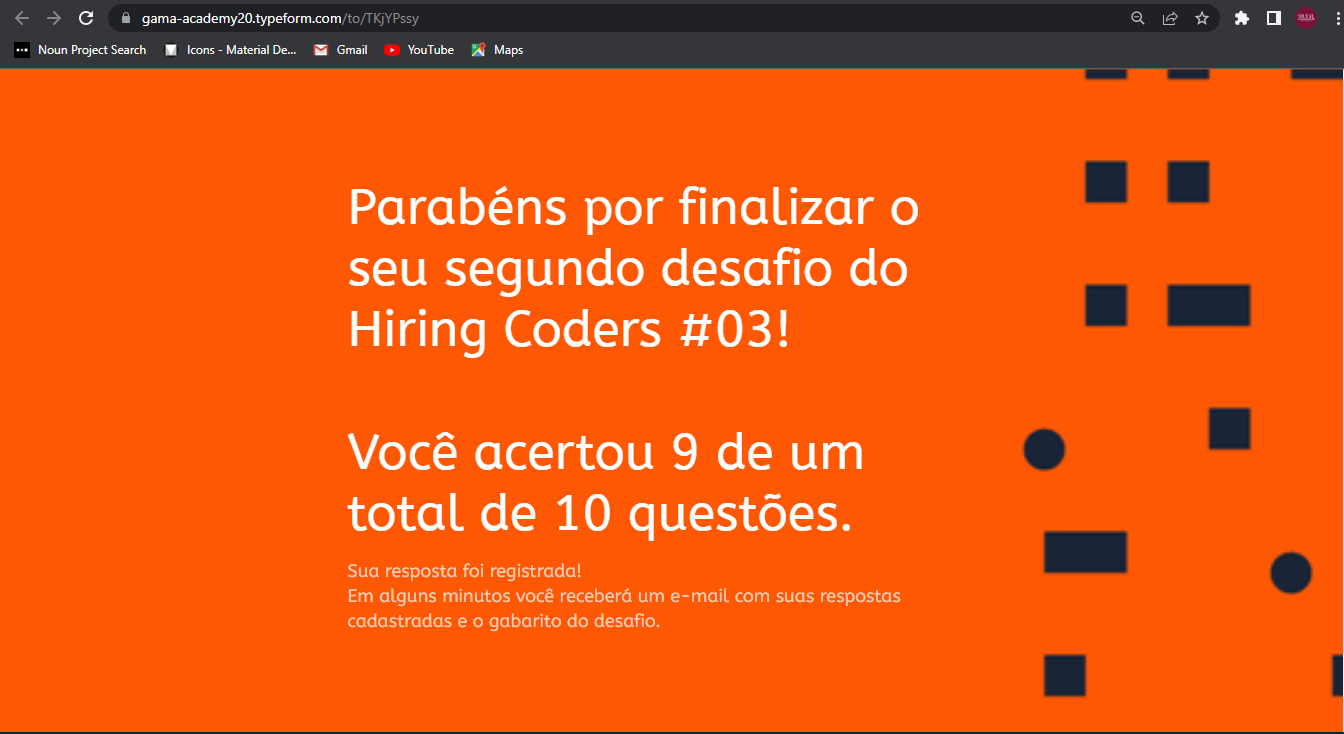 gama-academy20.typeform.com/to/TKjYPssy
Noun Project Search Icons - Material De... Gmail YouTube Maps
Parabéns por finalizar o
seu segundo desafio do
Hiring Coders #03!
Você acertou 9 de um
total de 10 questões.
Sua resposta foi registrada!
Em alguns minutos você receberá um e-mail com suas respostas
cadastradas e o gabarito do desafio.